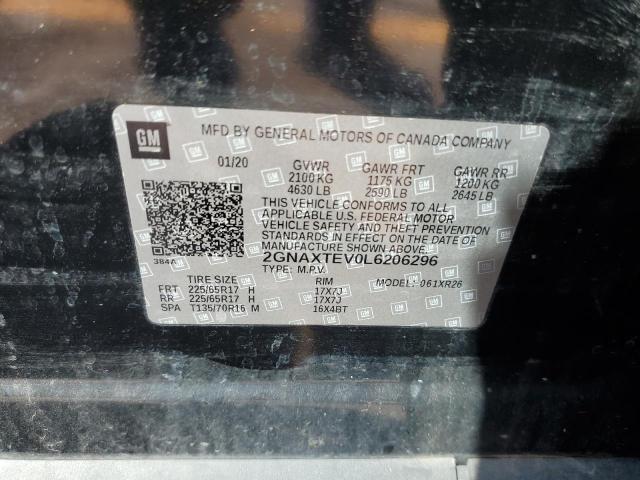 GM
MFD BY GENERAL MOTORS OF CANADA COMPANY
01/20 GVWR GAWR FRT GAWR RR
2100 KG 1175 KG 1200 KG
4630 LB 2590 LB 2645 LB
THIS VEHICLE CONFORMS TO ALL
APPLICABLE U.S. FEDERAL MOTOR
VEHICLE SAFETY AND THEFT PREVENTION
STANDARDS IN EFFECT ON THE DATE OF
MANUFACTURE SHOWN ABOVE.
384A 2GNAXTEV0L6206296
TYPE: M.P.V. MODEL: 061XR26
TIRE SIZE RIM
FRT 225/65R17 H 17X7J
RR 225/65R17 H 17X7J
SPA T135/70R16 M 16X4BT